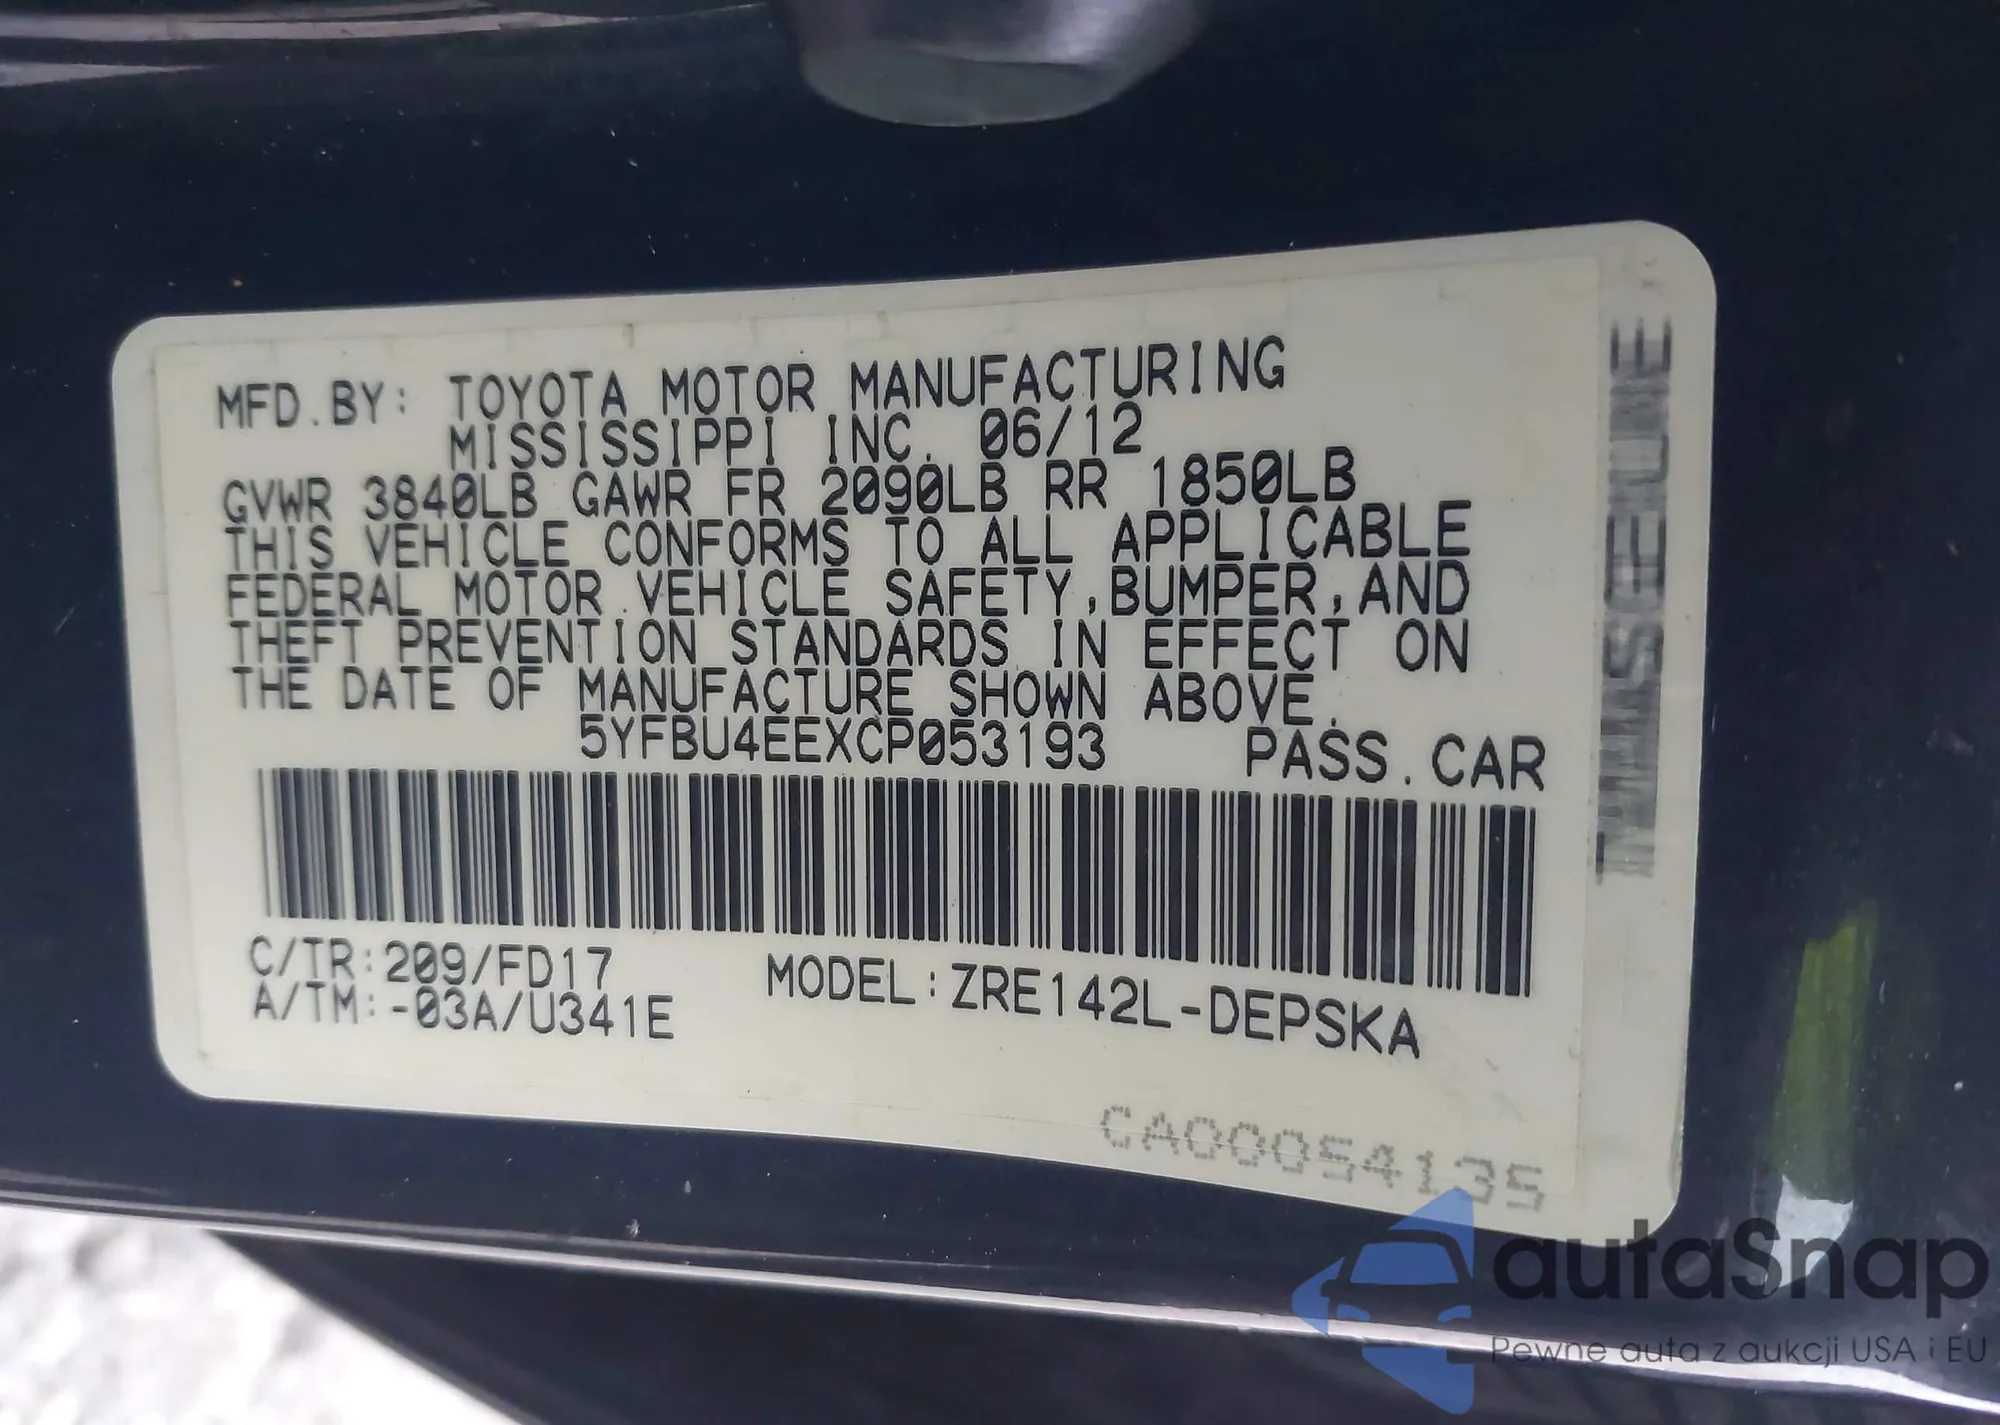 MFD.BY: TOYOTA MOTOR MANUFACTURING
MISSISSIPPI INC. 06/12
GVWR 3840LB GAWR FR 2090LB RR 1850LB
THIS VEHICLE CONFORMS TO ALL APPLICABLE
FEDERAL MOTOR VEHICLE SAFETY,BUMPER,AND
THEFT PREVENTION STANDARDS IN EFFECT ON
THE DATE OF MANUFACTURE SHOWN ABOVE.
5YFBU4EEXCP053193 PASS.CAR
C/TR:209/FD17
A/TM:-03A/U341E
MODEL:ZRE142L-DEPSKA
autaSnap
Pewne auta z aukcji USA i EU